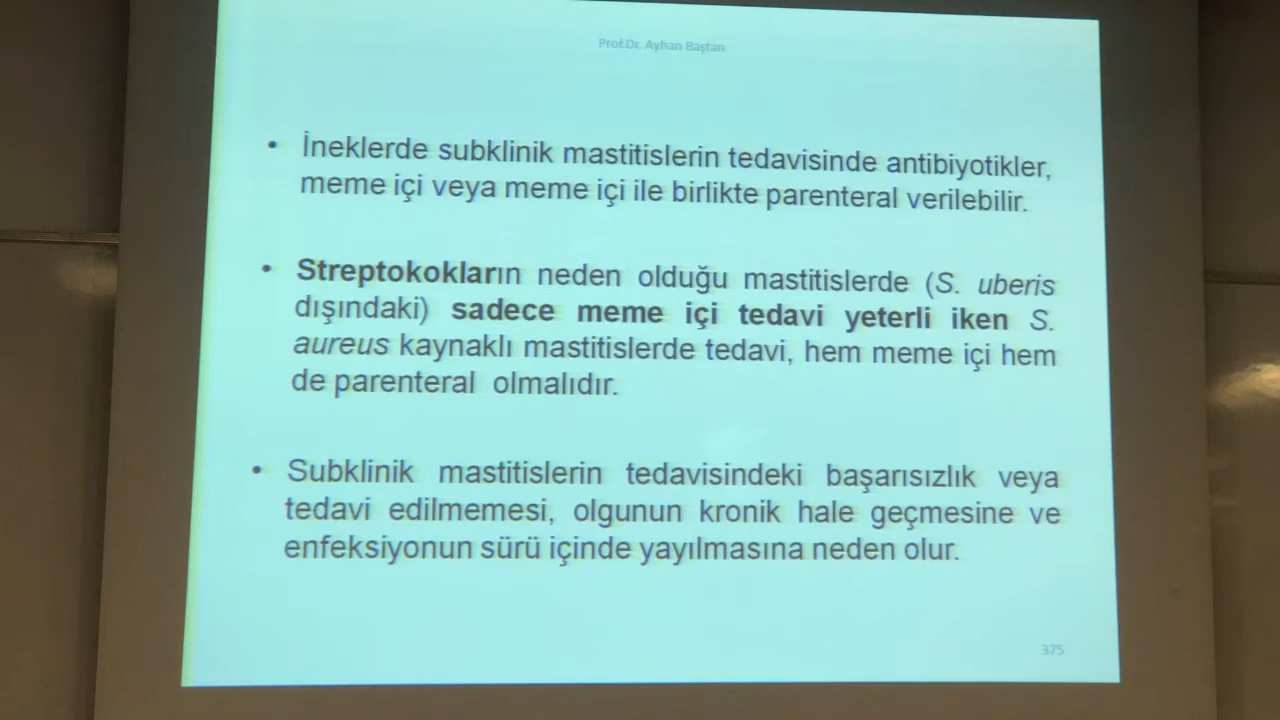 Prof.Dr. Ayhan Baştan
• İneklerde subklinik mastitislerin tedavisinde antibiyotikler,
meme içi veya meme içi ile birlikte parenteral verilebilir.
• Streptokokların neden olduğu mastitislerde (S. uberis
dışındaki) sadece meme içi tedavi yeterli iken S.
aureus kaynaklı mastitislerde tedavi, hem meme içi hem
de parenteral olmalıdır.
• Subklinik mastitislerin tedavisindeki başarısızlık veya
tedavi edilmemesi, olgunun kronik hale geçmesine ve
enfeksiyonun sürü içinde yayılmasına neden olur.
375